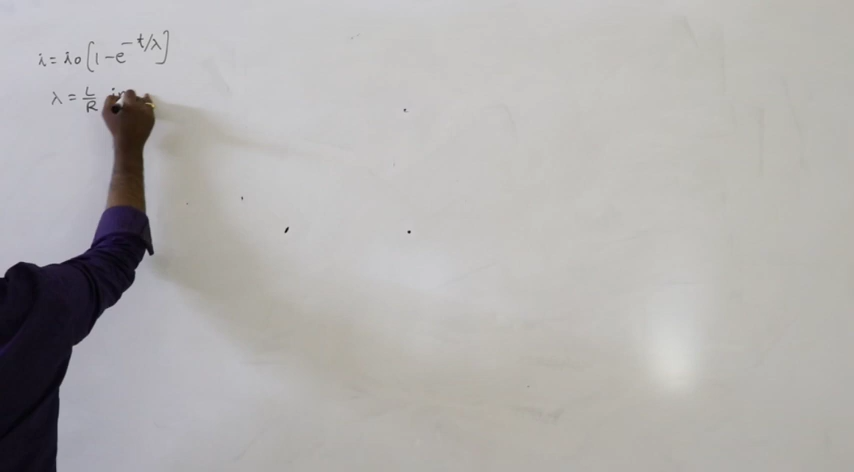 i = i0 [1 - e^{-t/λ}]
λ = L/R